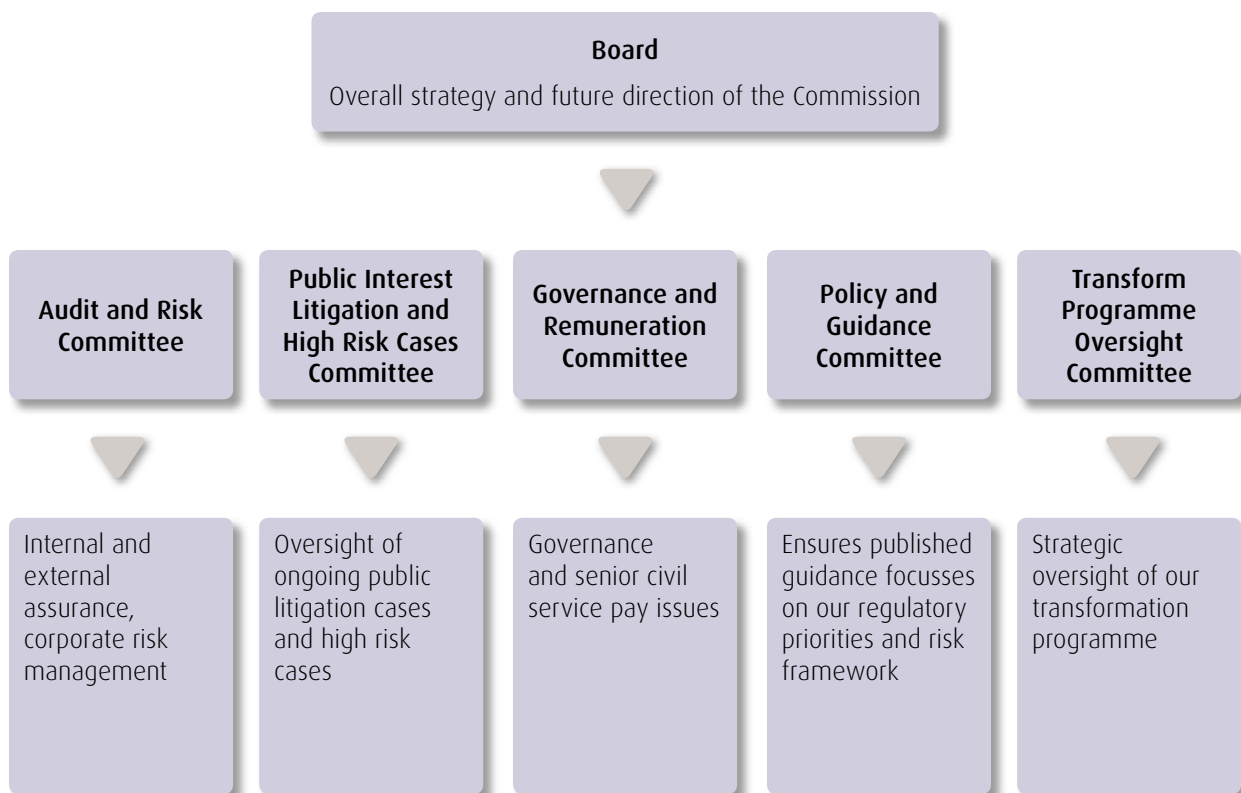 Board
Overall strategy and future direction of the Commission
Audit and Risk
Committee
Public Interest
Litigation and
High Risk Cases
Committee
Governance and
Remuneration
Committee
Policy and
Guidance
Committee
Transform
Programme
Oversight
Committee
Internal and
external
assurance,
corporate risk
management
Oversight of
ongoing public
litigation cases
and high risk
cases
Governance
and senior civil
service pay issues
Ensures published
guidance focusses
on our regulatory
priorities and risk
framework
Strategic
oversight of our
transformation
programme